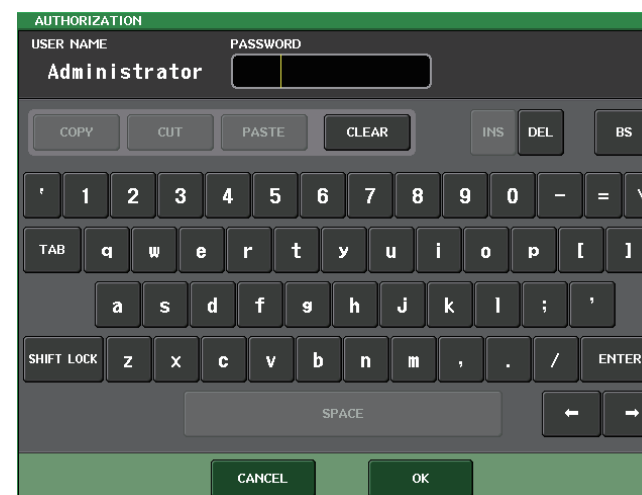 AUTHORIZATION
USER NAME PASSWORD
Administrator
COPY CUT PASTE CLEAR INS DEL BS
' 1 2 3 4 5 6 7 8 9 0 - = \
TAB q w e r t y u i o p [ ]
a s d f g h j k l ; '
SHIFT LOCK z x c v b n m , . / ENTER
SPACE ← →
CANCEL OK